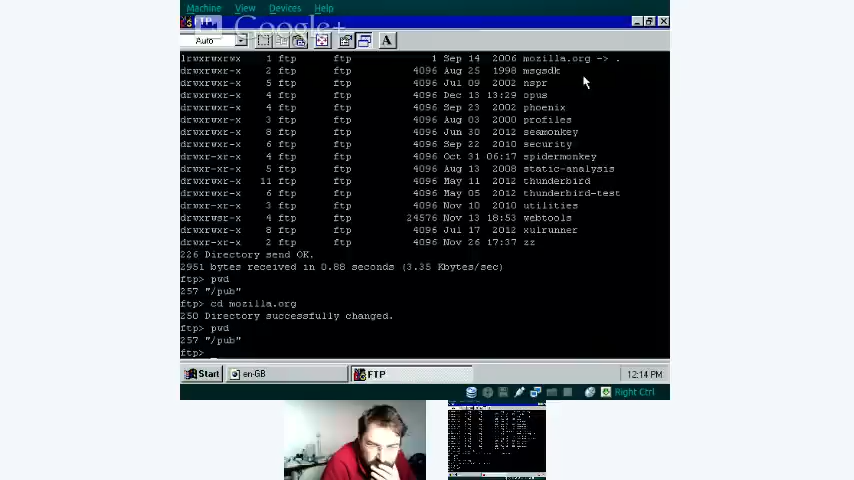 Machine View Devices Help
Google+
FTP
Auto A
lrwxrwxrwx 1 ftp ftp 1 Sep 14 2006 mozilla.org -> .
drwxrwxr-x 2 ftp ftp 4096 Aug 25 1998 msgsdk
drwxrwxr-x 5 ftp ftp 4096 Jul 09 2002 nspr
drwxr-xr-x 4 ftp ftp 4096 Dec 13 13:29 opus
drwxr-xr-x 4 ftp ftp 4096 Sep 23 2002 phoenix
drwxrwxr-x 3 ftp ftp 4096 Aug 03 2000 profiles
drwxrwxr-x 8 ftp ftp 4096 Jun 30 2012 seamonkey
drwxrwxr-x 6 ftp ftp 4096 Sep 22 2010 security
drwxr-xr-x 4 ftp ftp 4096 Oct 31 06:17 spidermonkey
drwxrwxr-x 5 ftp ftp 4096 Aug 13 2008 static-analysis
drwxrwxr-x 11 ftp ftp 4096 May 11 2012 thunderbird
drwxrwxr-x 6 ftp ftp 4096 May 05 2012 thunderbird-test
drwxrwxr-x 3 ftp ftp 4096 Nov 10 2010 utilities
drwxrwsr-x 4 ftp ftp 24576 Nov 13 18:53 webtools
drwxrwxr-x 8 ftp ftp 4096 Jul 17 2012 xulrunner
drwxr-xr-x 2 ftp ftp 4096 Nov 26 17:37 zz
226 Directory send OK.
2951 bytes received in 0.88 seconds (3.35 Kbytes/sec)
ftp> pwd
257 "/pub"
ftp> cd mozilla.org
250 Directory successfully changed.
ftp> pwd
257 "/pub"
ftp> _
Start en-GB FTP 12:14 PM
Right Ctrl